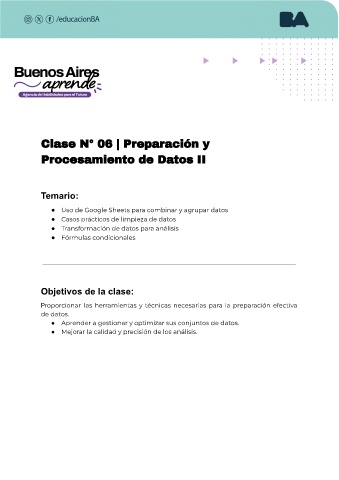 /educacionBA
BA
Buenos Aires
aprende
Agencia de Habilidades para el Futuro
Clase N° 06 | Preparación y
Procesamiento de Datos II
Temario:
● Uso de Google Sheets para combinar y agrupar datos
● Casos prácticos de limpieza de datos
● Transformación de datos para análisis
● Fórmulas condicionales
Objetivos de la clase:
Proporcionar las herramientas y técnicas necesarias para la preparación efectiva
de datos.
● Aprender a gestionar y optimizar sus conjuntos de datos.
● Mejorar la calidad y precisión de los análisis.